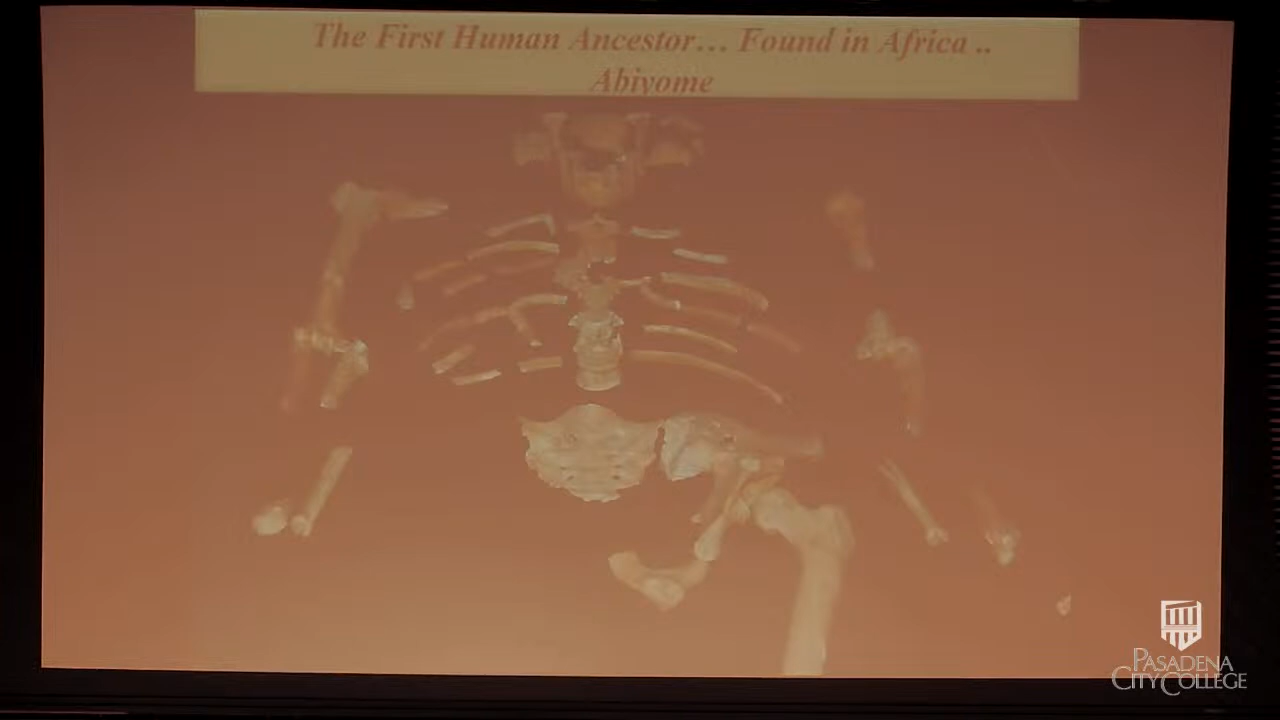 The First Human Ancestor... Found in Africa ..
Abiyome
PASADENA
CITY COLLEGE